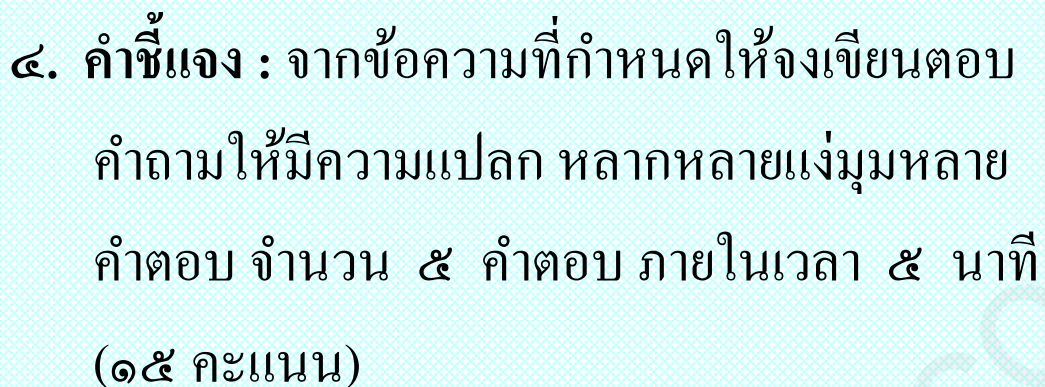 ๔. คำชี้แจง : จากข้อความที่กำหนดให้จงเขียนตอบ
คำถามให้มีความแปลก หลากหลายแง่มุมหลาย
คำตอบ จำนวน ๕ คำตอบ ภายในเวลา ๕ นาที
(๑๕ คะแนน)